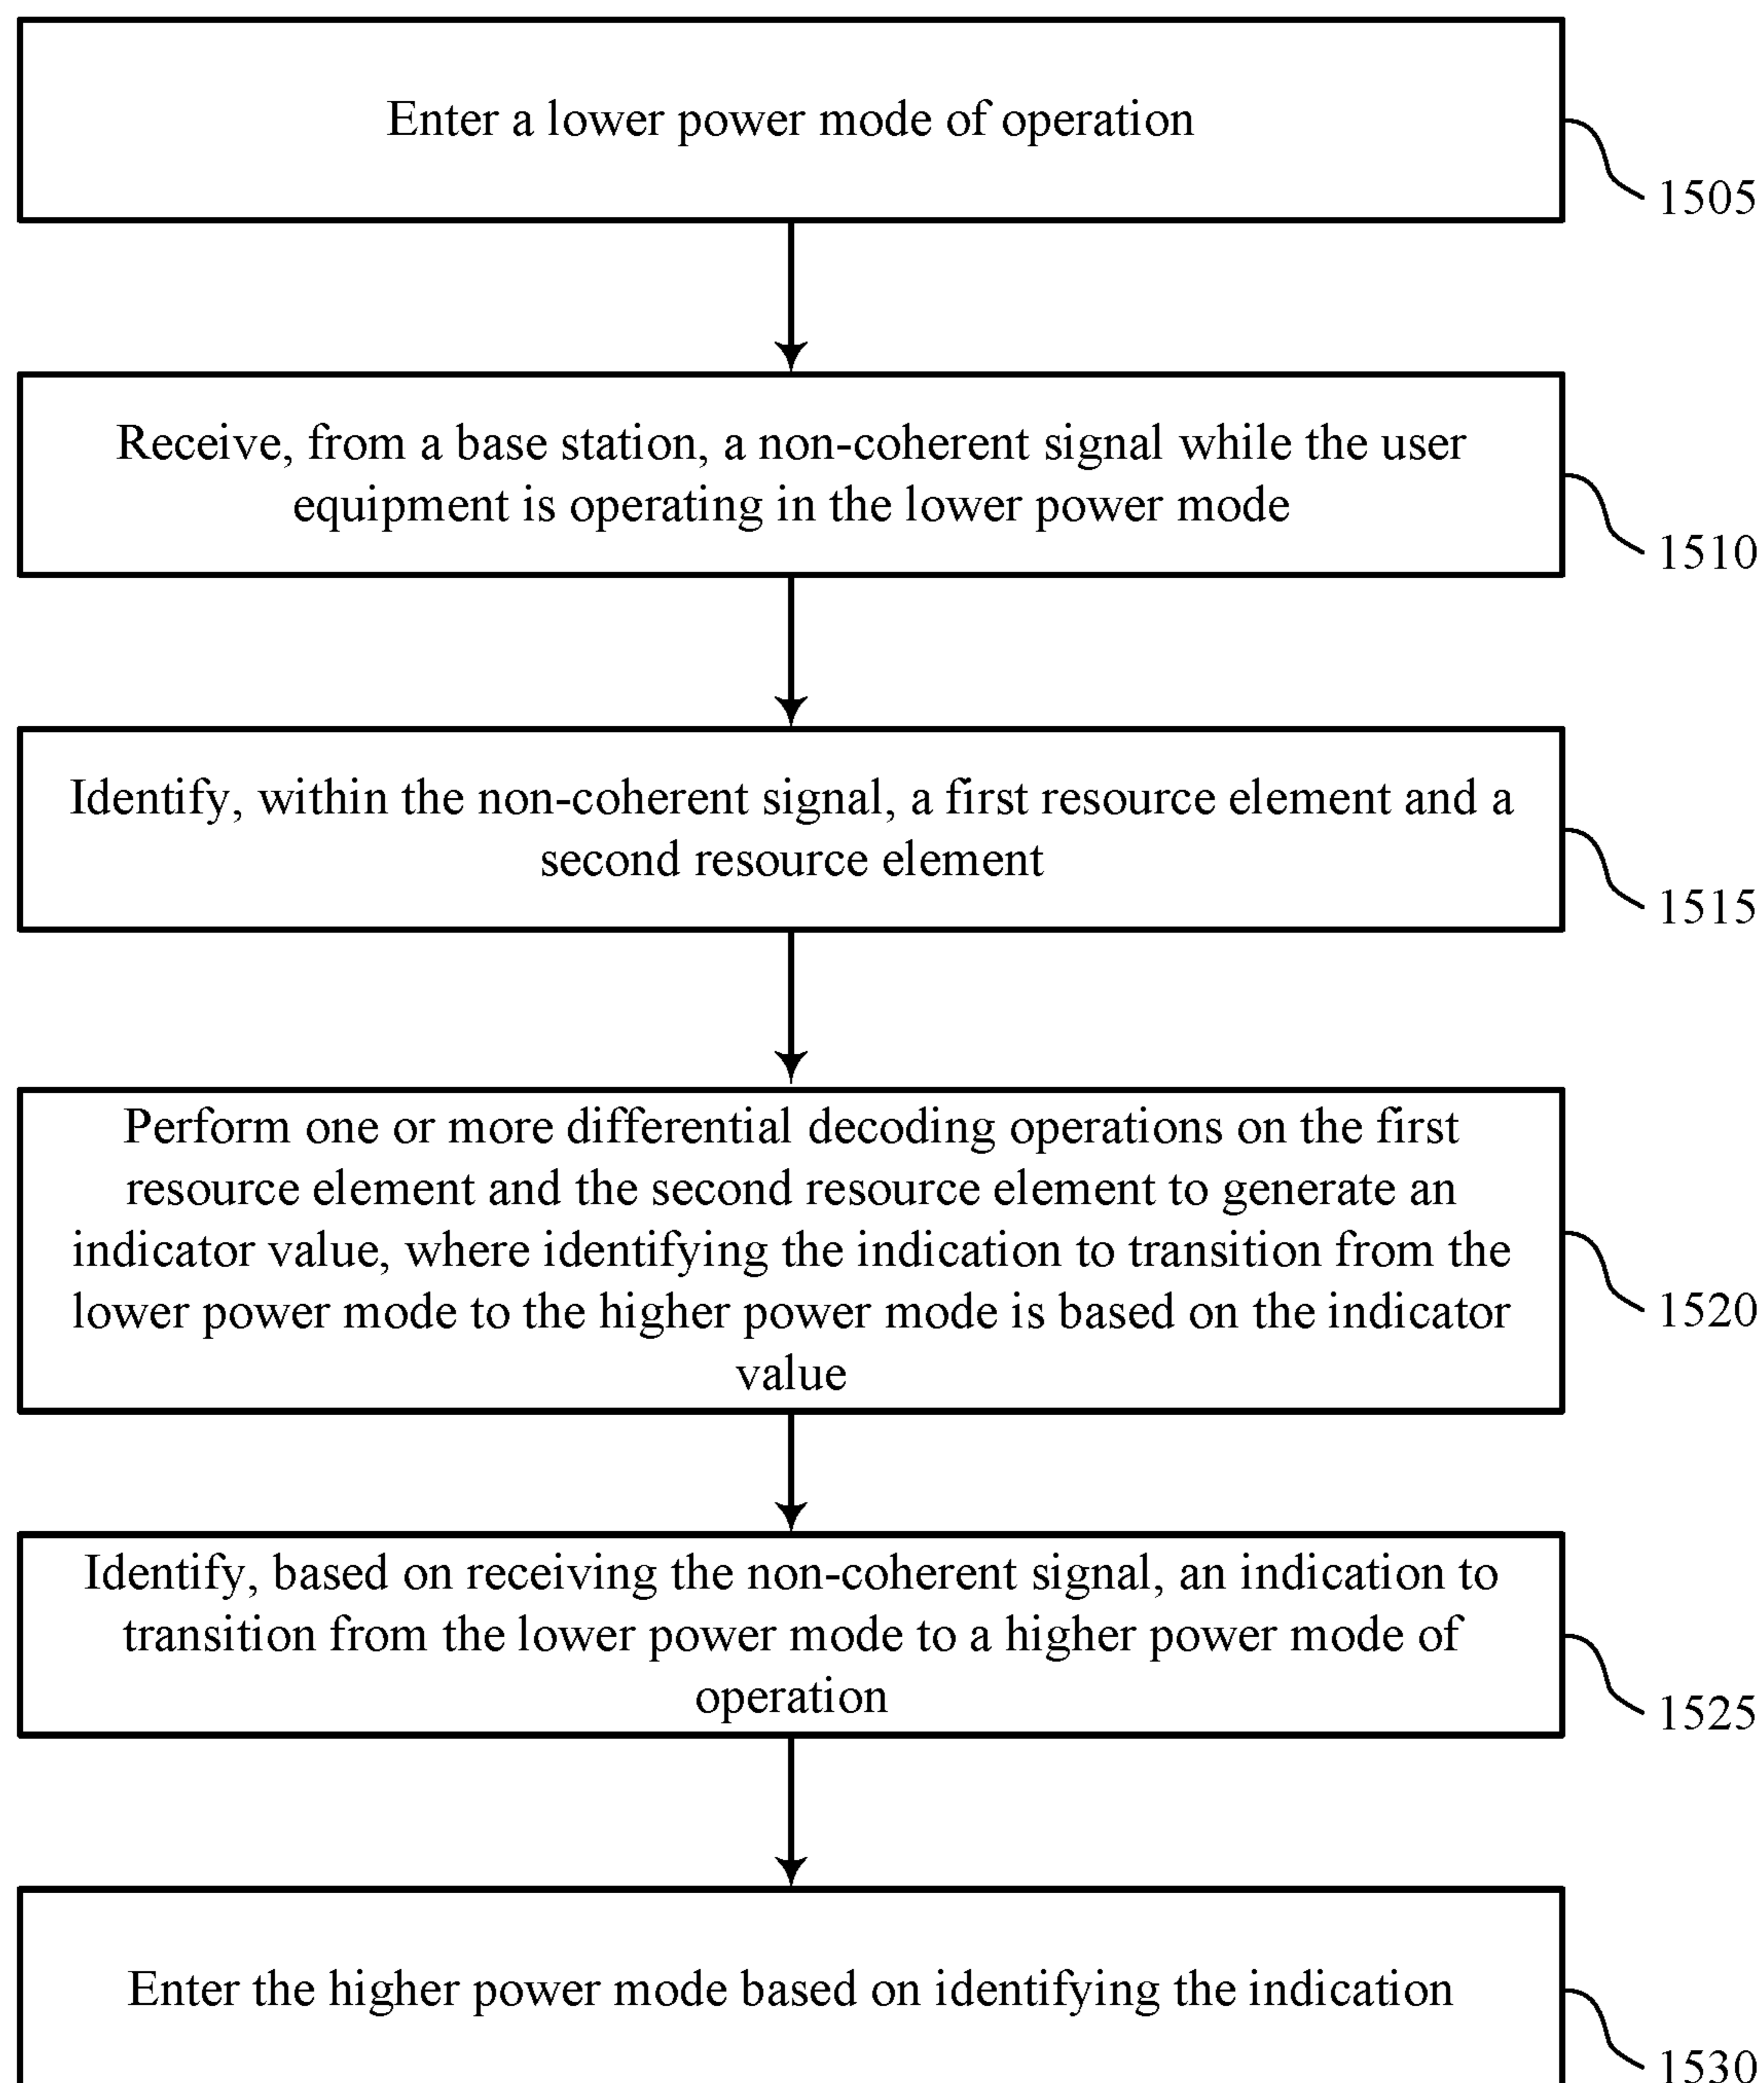 Enter a lower power mode of operation
1505
Receive, from a base station, a non-coherent signal while the user
equipment is operating in the lower power mode
1510
Identify, within the non-coherent signal, a first resource element and a
second resource element
1515
Perform one or more differential decoding operations on the first
resource element and the second resource element to generate an
indicator value, where identifying the indication to transition from the
lower power mode to the higher power mode is based on the indicator
value
1520
Identify, based on receiving the non-coherent signal, an indication to
transition from the lower power mode to a higher power mode of
operation
1525
Enter the higher power mode based on identifying the indication
1530